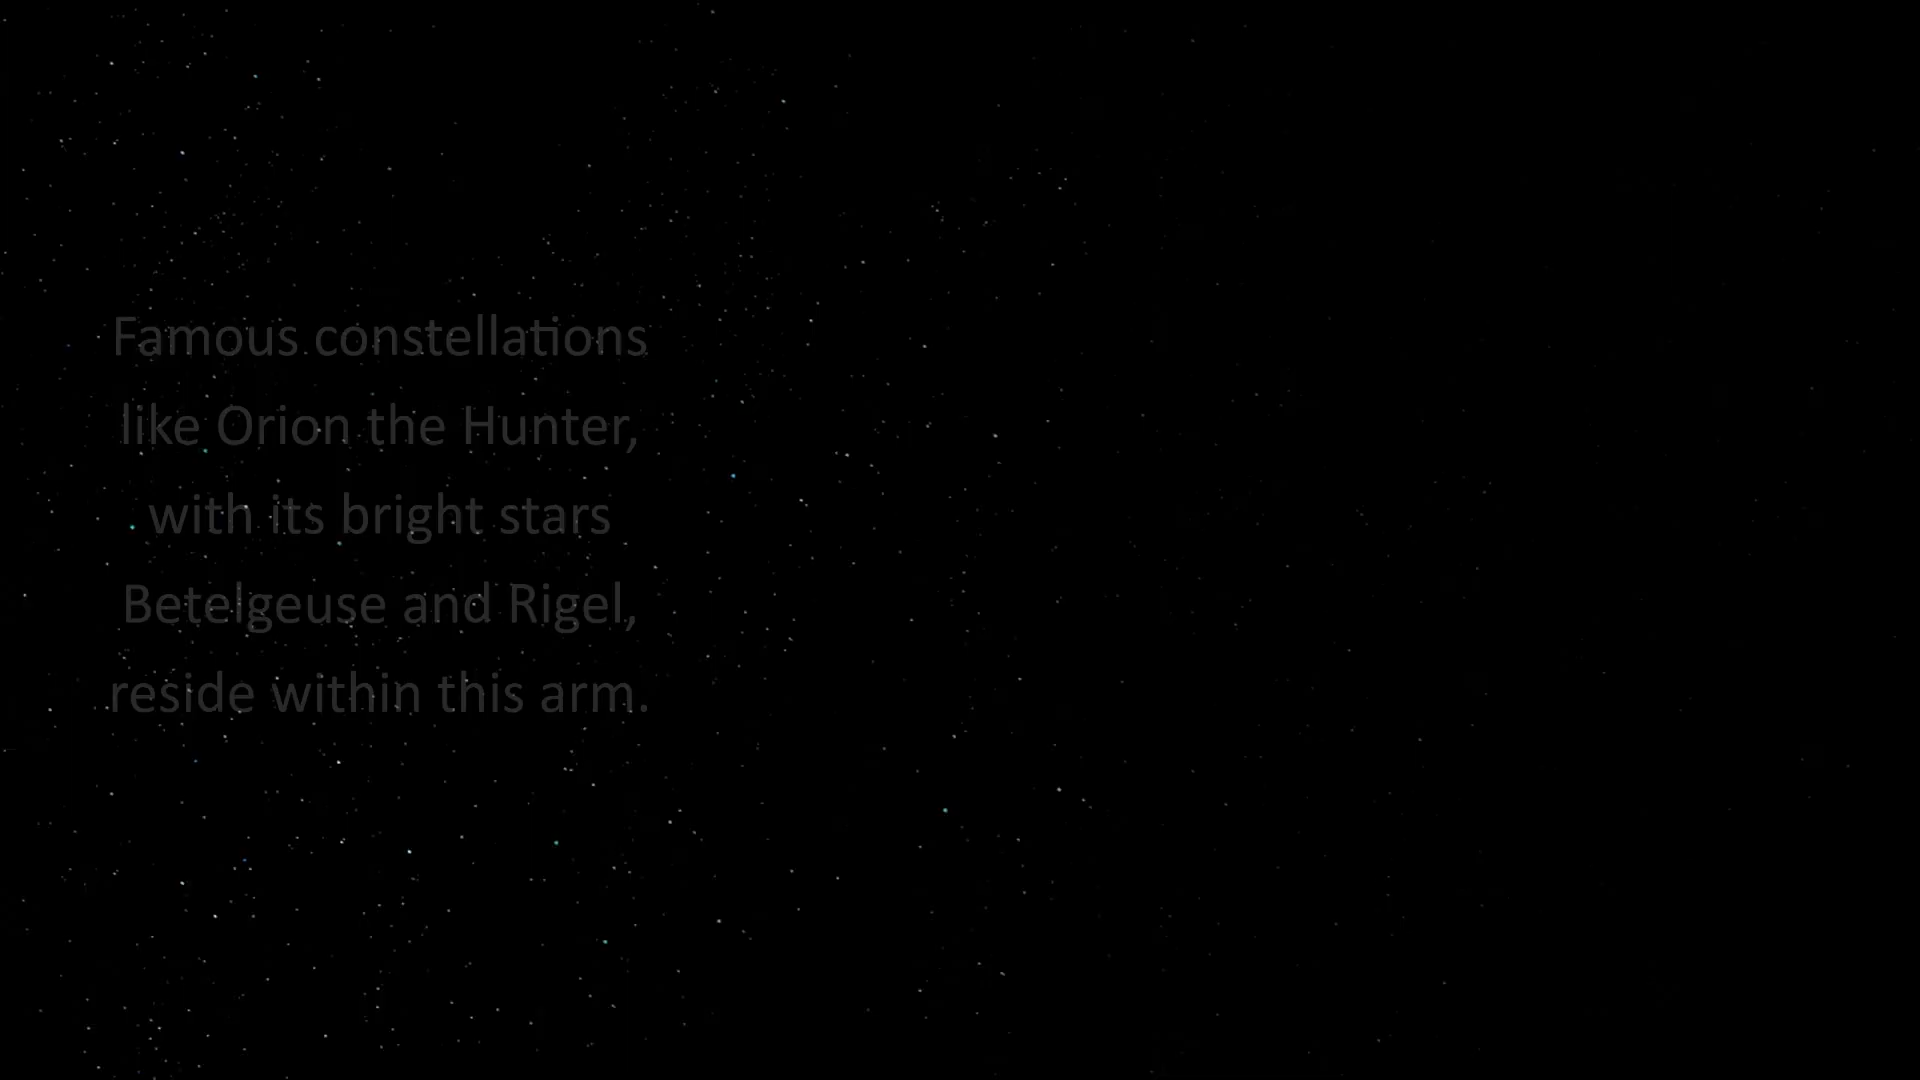 Famous constellations
like Orion the Hunter,
with its bright stars
Betelgeuse and Rigel,
reside within this arm.